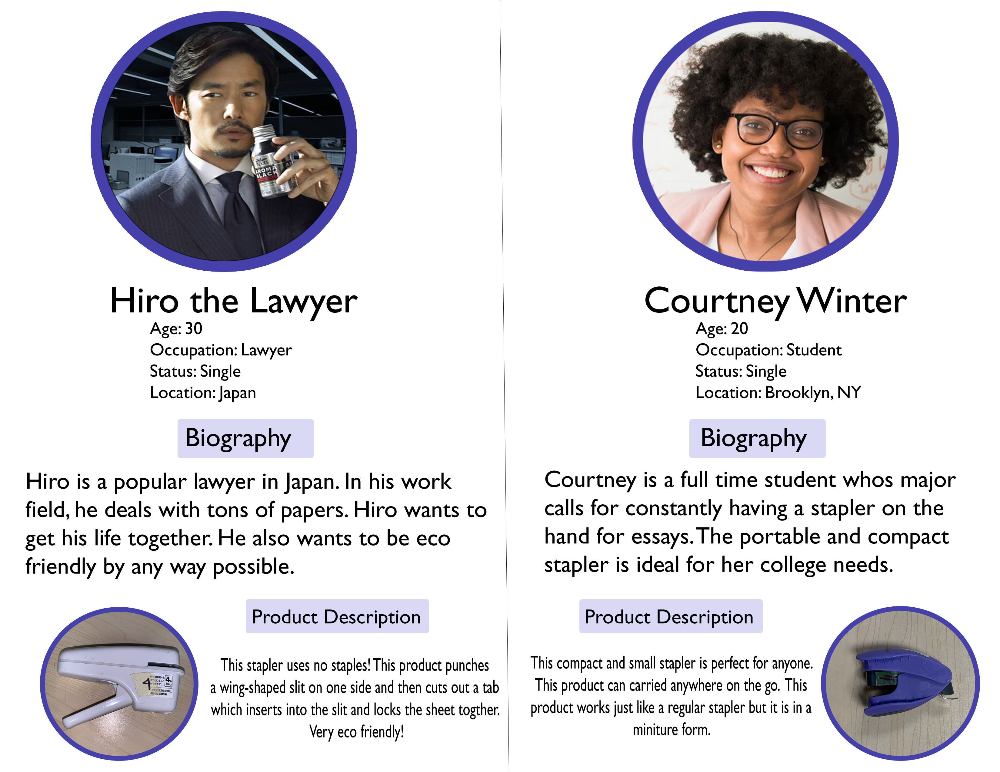 Roots
AROMA
BLACK
Hiro the Lawyer
Age: 30
Occupation: Lawyer
Status: Single
Location: Japan
Biography
Hiro is a popular lawyer in Japan. In his work
field, he deals with tons of papers. Hiro wants to
get his life together. He also wants to be eco
friendly by any way possible.
Product Description
4
4枚
とじ
This stapler uses no staples! This product punches
a wing-shaped slit on one side and then cuts out a tab
which inserts into the slit and locks the sheet togther.
Very eco friendly!
Courtney Winter
Age: 20
Occupation: Student
Status: Single
Location: Brooklyn, NY
Biography
Courtney is a full time student whos major
calls for constantly having a stapler on the
hand for essays. The portable and compact
stapler is ideal for her college needs.
Product Description
This compact and small stapler is perfect for anyone.
This product can carried anywhere on the go. This
product works just like a regular stapler but it is in a
miniture form.